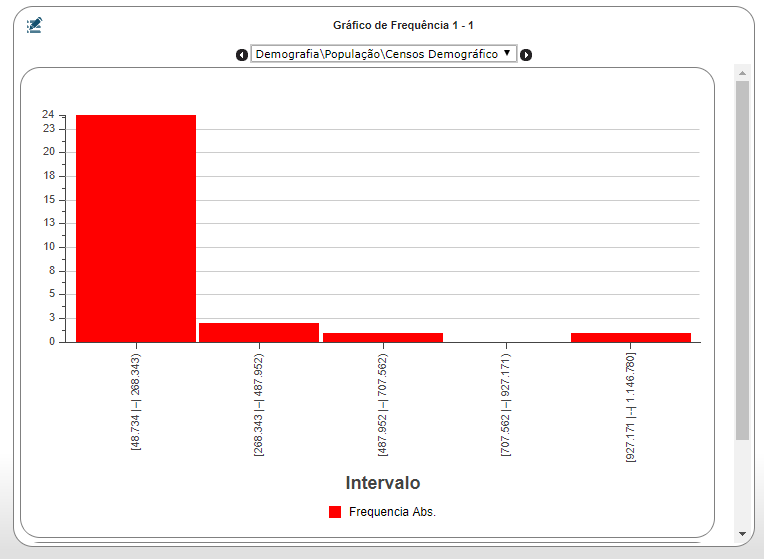 Gráfico de Frequência 1 - 1
Demografia\População\Censos Demográfico
24
23
20
18
15
13
10
8
5
3
0
[48.734 |--| 268.343)
[268.343 |--| 487.952)
[487.952 |--| 707.562)
[707.562 |--| 927.171)
[927.171 |--| 1.146.780]
Intervalo
Frequencia Abs.